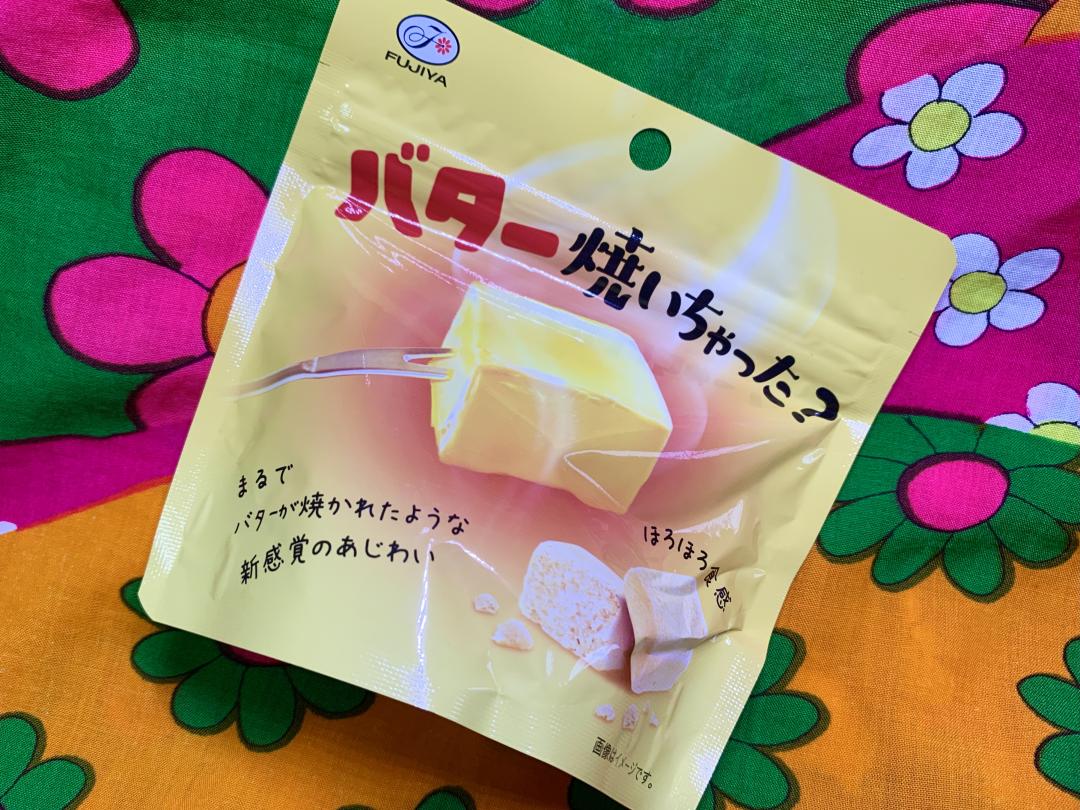 FUJIYA
バター焼いちゃった?
まるで
バターが焼かれたような
新感覚のあじわい
ほろほろ食感
画像はイメージです。